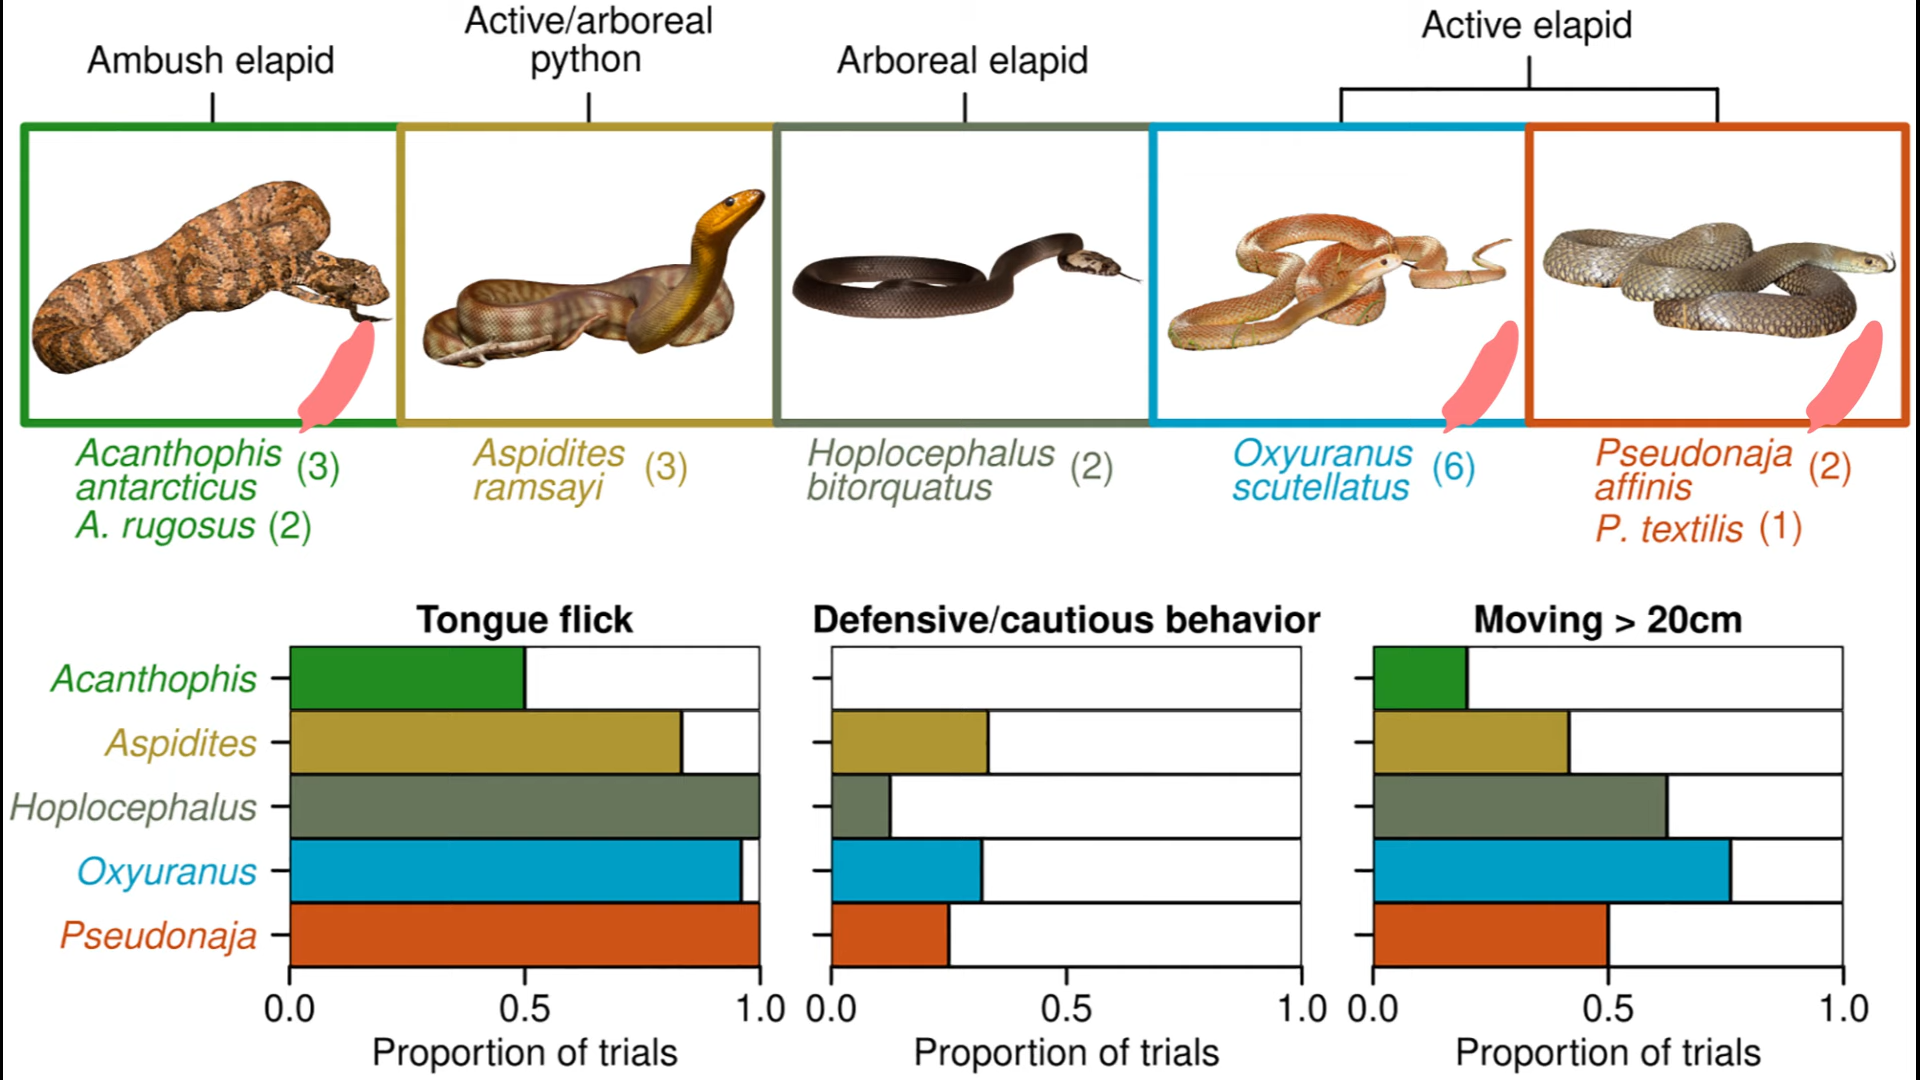 Ambush elapid
Active/arboreal
python
Arboreal elapid
Active elapid
Acanthophis (3)
antarcticus
A. rugosus (2)
Aspidites (3)
ramsayi
Hoplocephalus (2)
bitorquatus
Oxyuranus (6)
scutellatus
Pseudonaja (2)
affinis
P. textilis (1)
Tongue flick
Defensive/cautious behavior
Moving > 20cm
Acanthophis
Aspidites
Hoplocephalus
Oxyuranus
Pseudonaja
0.0 0.5 1.0
0.0 0.5 1.0
0.0 0.5 1.0
Proportion of trials
Proportion of trials
Proportion of trials